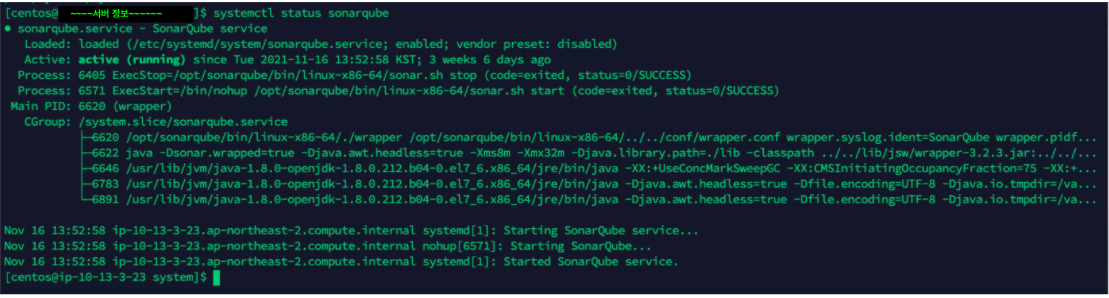 [centos@ ~~~~서버 정보~~~~~~ ]$ systemctl status sonarqube
● sonarqube.service - SonarQube service
Loaded: loaded (/etc/systemd/system/sonarqube.service; enabled; vendor preset: disabled)
Active: active (running) since Tue 2021-11-16 13:52:58 KST; 3 weeks 6 days ago
Process: 6405 ExecStop=/opt/sonarqube/bin/linux-x86-64/sonar.sh stop (code=exited, status=0/SUCCESS)
Process: 6571 ExecStart=/bin/nohup /opt/sonarqube/bin/linux-x86-64/sonar.sh start (code=exited, status=0/SUCCESS)
Main PID: 6620 (wrapper)
CGroup: /system.slice/sonarqube.service
├─6620 /opt/sonarqube/bin/linux-x86-64/./wrapper /opt/sonarqube/bin/linux-x86-64/../../conf/wrapper.conf wrapper.syslog.ident=SonarQube wrapper.pidf...
├─6622 java -Dsonar.wrapped=true -Djava.awt.headless=true -Xms8m -Xmx32m -Djava.library.path=./lib -classpath ../../lib/jsw/wrapper-3.2.3.jar:../../...
├─6646 /usr/lib/jvm/java-1.8.0-openjdk-1.8.0.212.b04-0.el7_6.x86_64/jre/bin/java -XX:+UseConcMarkSweepGC -XX:CMSInitiatingOccupancyFraction=75 -XX:+...
├─6783 /usr/lib/jvm/java-1.8.0-openjdk-1.8.0.212.b04-0.el7_6.x86_64/jre/bin/java -Djava.awt.headless=true -Dfile.encoding=UTF-8 -Djava.io.tmpdir=/va...
└─6891 /usr/lib/jvm/java-1.8.0-openjdk-1.8.0.212.b04-0.el7_6.x86_64/jre/bin/java -Djava.awt.headless=true -Dfile.encoding=UTF-8 -Djava.io.tmpdir=/va...
Nov 16 13:52:58 ip-10-13-3-23.ap-northeast-2.compute.internal systemd[1]: Starting SonarQube service...
Nov 16 13:52:58 ip-10-13-3-23.ap-northeast-2.compute.internal nohup[6571]: Starting SonarQube...
Nov 16 13:52:58 ip-10-13-3-23.ap-northeast-2.compute.internal systemd[1]: Started SonarQube service.
[centos@ip-10-13-3-23 system]$